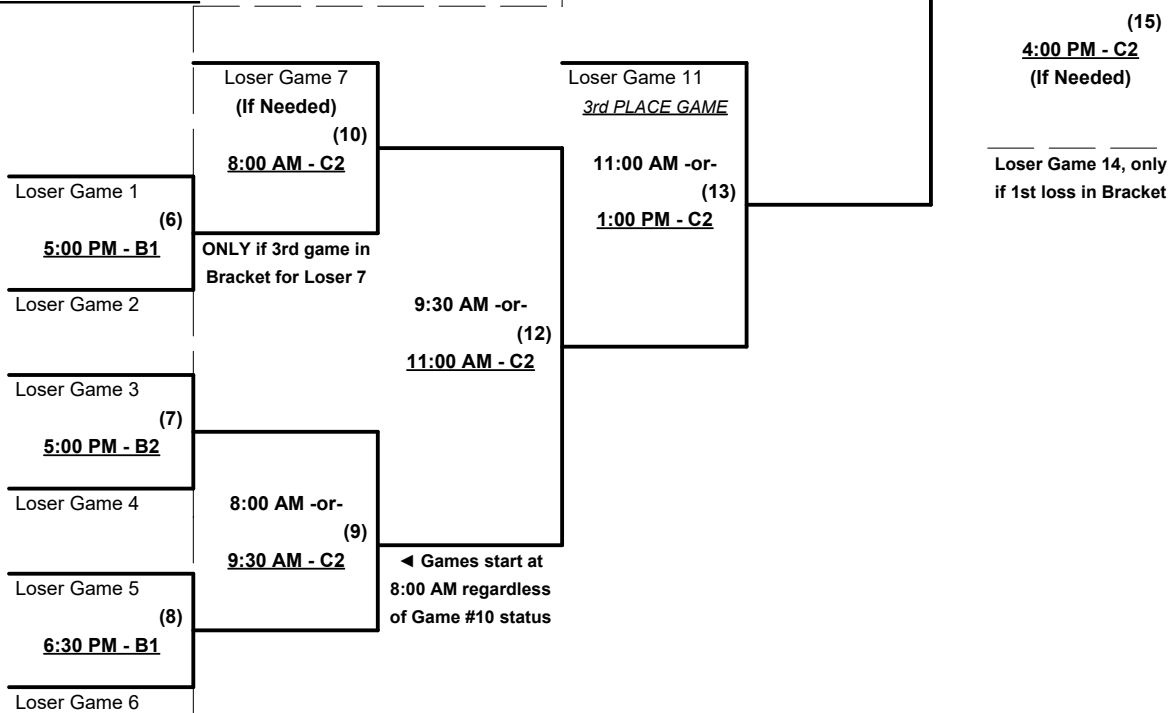 (15)
4:00 PM - C2
(If Needed)
Loser Game 14, only
if 1st loss in Bracket
Loser Game 7
(If Needed)
(10)
8:00 AM - C2
ONLY if 3rd game in
Bracket for Loser 7
Loser Game 11
3rd PLACE GAME
11:00 AM -or-
(13)
1:00 PM - C2
Loser Game 1
(6)
5:00 PM - B1
Loser Game 2
9:30 AM -or-
(12)
11:00 AM - C2
Loser Game 3
(7)
5:00 PM - B2
Loser Game 4
8:00 AM -or-
(9)
9:30 AM - C2
◄ Games start at
8:00 AM regardless
of Game #10 status
Loser Game 5
(8)
6:30 PM - B1
Loser Game 6